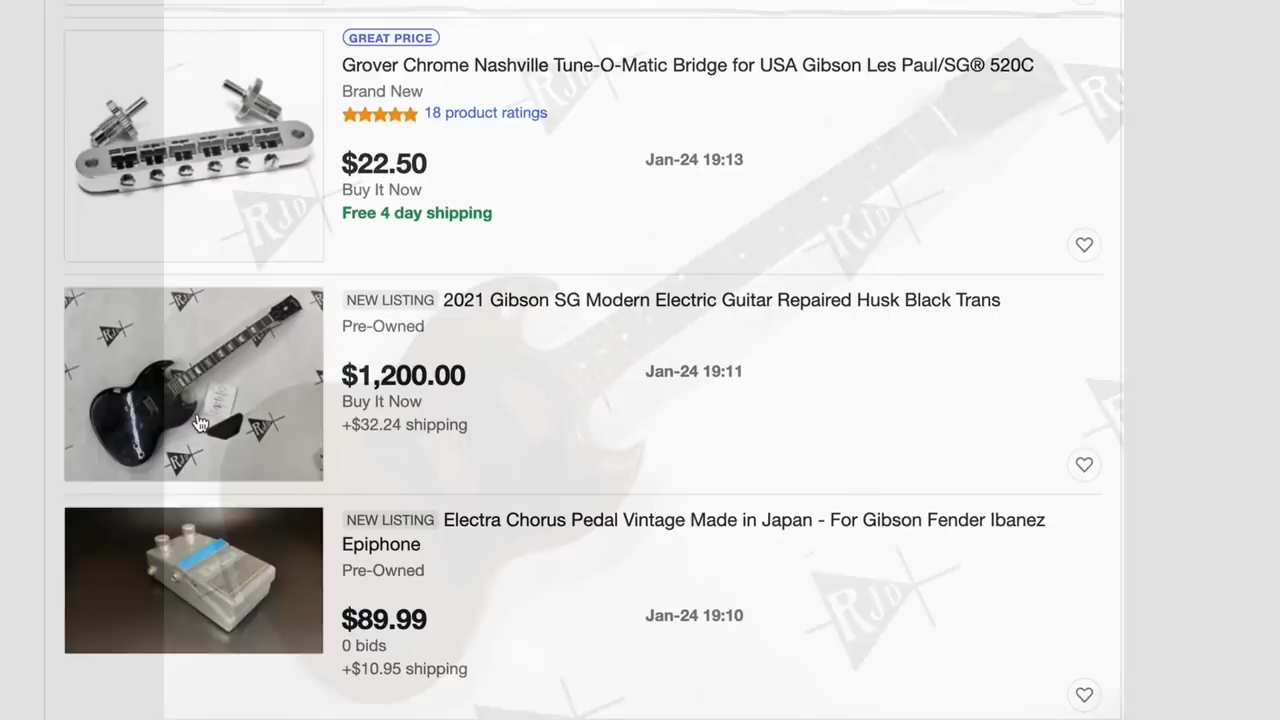 GREAT PRICE
Grover Chrome Nashville Tune-O-Matic Bridge for USA Gibson Les Paul/SG® 520C
Brand New
18 product ratings
$22.50
Jan-24 19:13
Buy It Now
Free 4 day shipping
NEW LISTING 2021 Gibson SG Modern Electric Guitar Repaired Husk Black Trans
Pre-Owned
$1,200.00
Jan-24 19:11
Buy It Now
+$32.24 shipping
NEW LISTING Electra Chorus Pedal Vintage Made in Japan - For Gibson Fender Ibanez
Epiphone
Pre-Owned
$89.99
Jan-24 19:10
0 bids
+$10.95 shipping
RJD
RJD
RJD
RJD